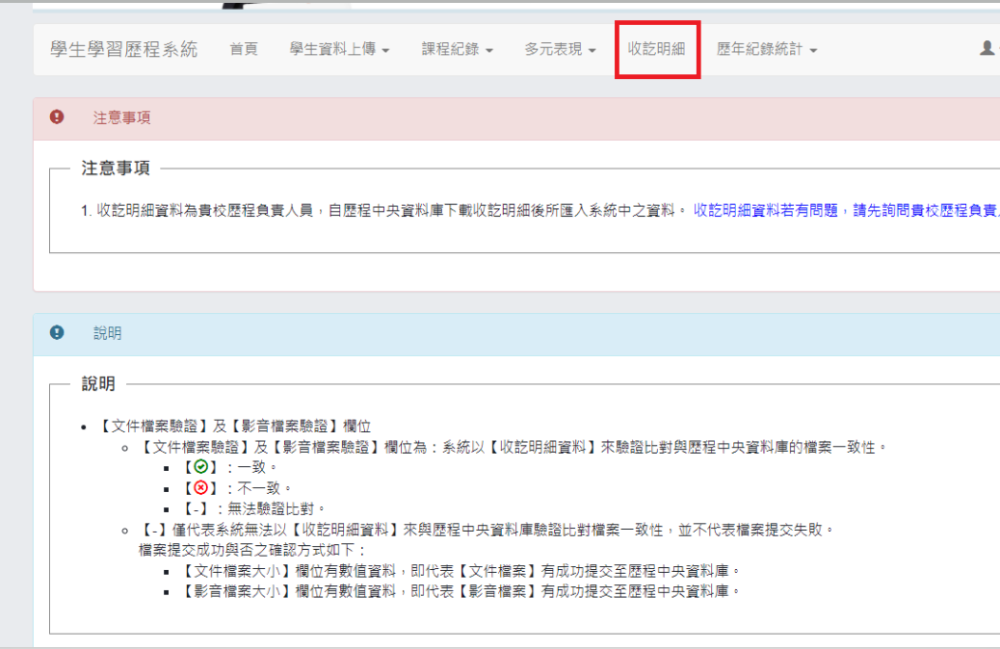 學生學習歷程系統 首頁 學生資料上傳 課程紀錄 多元表現 收訖明細 歷年紀錄統計
注意事項
注意事項
1. 收訖明細資料為貴校歷程負責人員，自歷程中央資料庫下載收訖明細後所匯入系統中之資料。 收訖明細資料若有問題，請先詢問貴校歷程負責
說明
說明
【文件檔案驗證】及【影音檔案驗證】欄位
【文件檔案驗證】及【影音檔案驗證】欄位為：系統以【收訖明細資料】來驗證比對與歷程中央資料庫的檔案一致性。
【】：一致。
【】：不一致。
【-】：無法驗證比對。
【-】僅代表系統無法以【收訖明細資料】來與歷程中央資料庫驗證比對檔案一致性，並不代表檔案提交失敗。
檔案提交成功與否之確認方式如下：
【文件檔案大小】欄位有數值資料，即代表【文件檔案】有成功提交至歷程中央資料庫。
【影音檔案大小】欄位有數值資料，即代表【影音檔案】有成功提交至歷程中央資料庫。